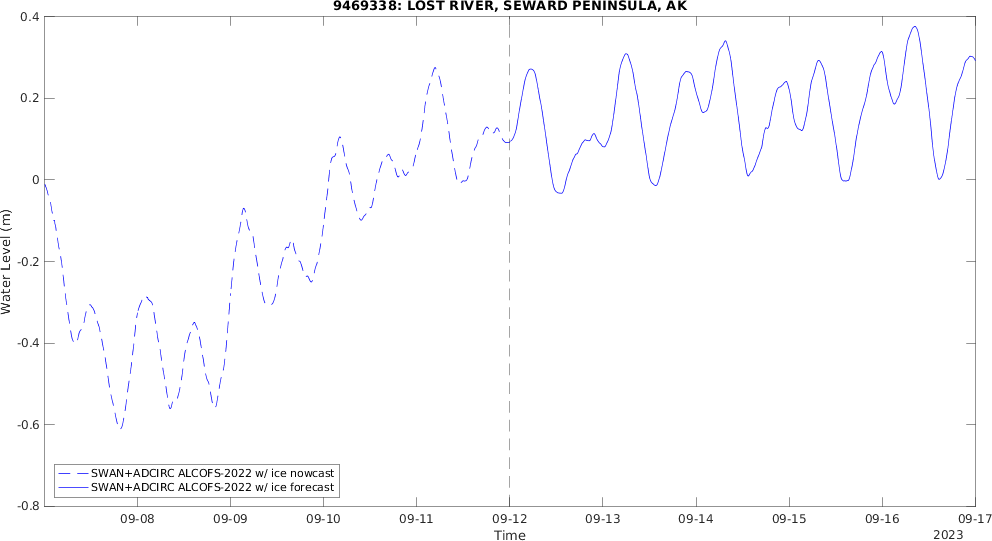 9469338: LOST RIVER, SEWARD PENINSULA, AK
0.4
0.2
0
-0.2
-0.4
-0.6
-0.8
Water Level (m)
SWAN+ADCIRC ALCOFS-2022 w/ ice nowcast
SWAN+ADCIRC ALCOFS-2022 w/ ice forecast
09-08 09-09 09-10 09-11 09-12 09-13 09-14 09-15 09-16 09-17
Time
2023